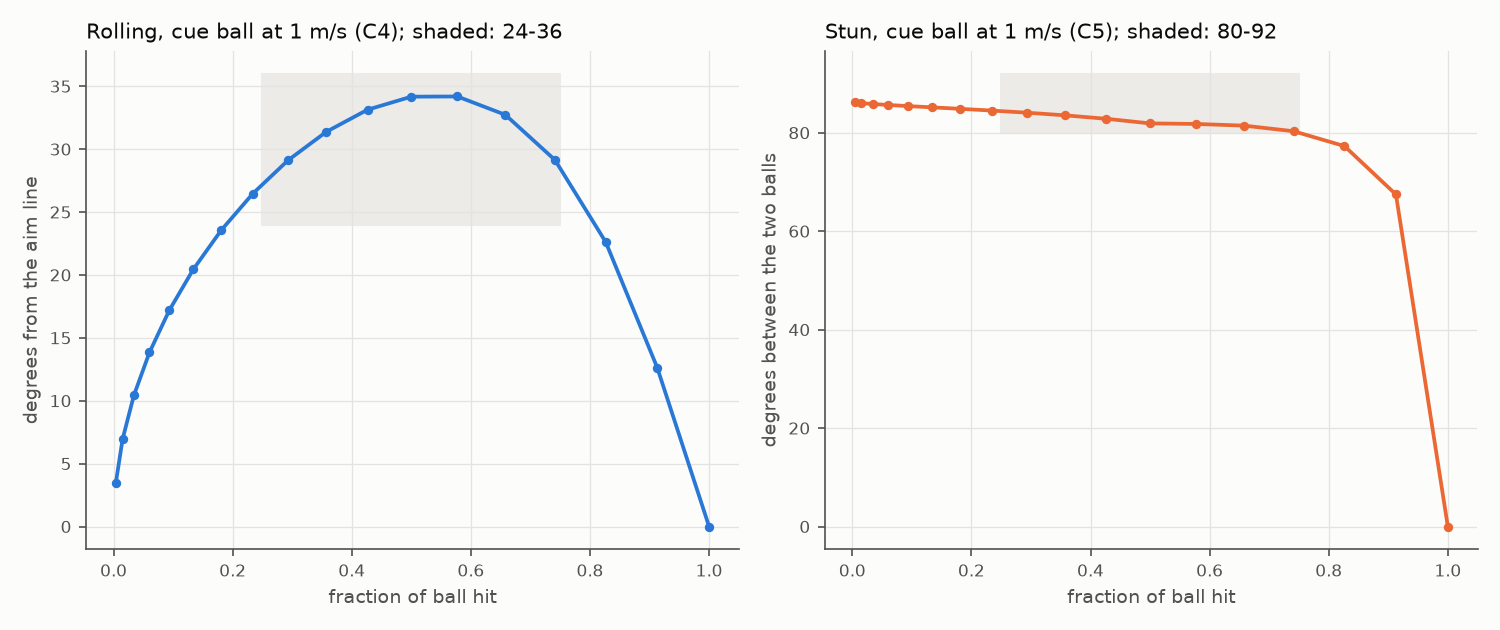 Rolling, cue ball at 1 m/s (C4); shaded: 24-36
degrees from the aim line
35
30
25
20
15
10
5
0
0.0 0.2 0.4 0.6 0.8 1.0
fraction of ball hit
Stun, cue ball at 1 m/s (C5); shaded: 80-92
degrees between the two balls
80
60
40
20
0
0.0 0.2 0.4 0.6 0.8 1.0
fraction of ball hit